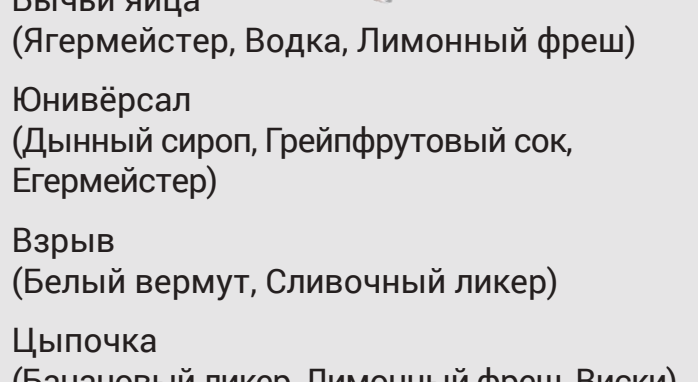 Бычьи яйца
(Ягермейстер, Водка, Лимонный фреш)
Юнивёрсал
(Дынный сироп, Грейпфрутовый сок,
Егермейстер)
Взрыв
(Белый вермут, Сливочный ликер)
Цыпочка
(Банановый ликер, Лимонный фреш, Виски)